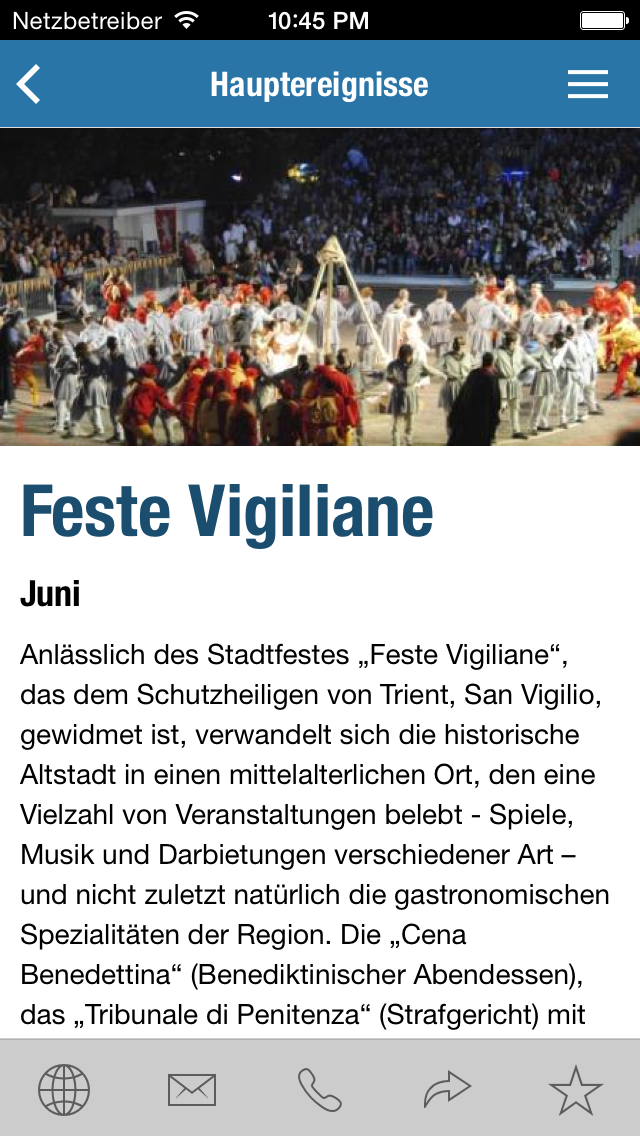 Netzbetreiber 10:45 PM
Hauptereignisse
Feste Vigiliane
Juni
Anlässlich des Stadtfestes „Feste Vigiliane“,
das dem Schutzheiligen von Trient, San Vigilio,
gewidmet ist, verwandelt sich die historische
Altstadt in einen mittelalterlichen Ort, den eine
Vielzahl von Veranstaltungen belebt - Spiele,
Musik und Darbietungen verschiedener Art –
und nicht zuletzt natürlich die gastronomischen
Spezialitäten der Region. Die „Cena
Benedettina“ (Benediktinischer Abendessen),
das „Tribunale di Penitenza“ (Strafgericht) mit